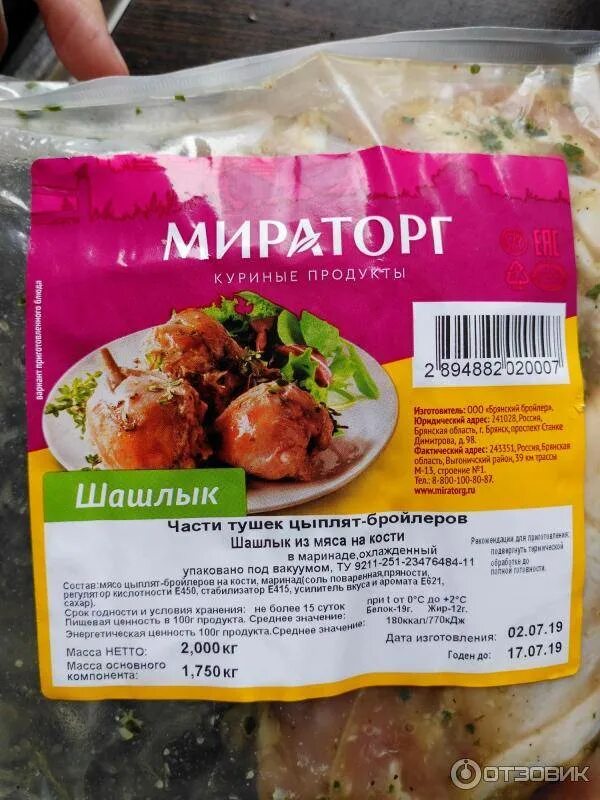 МИРАТОРГ
КУРИНЫЕ ПРОДУКТЫ
EAC
вариант приготовленного блюда
2 894882 020007
Изготовитель: ООО «Брянский бройлер».
Юридический адрес: 241028, Россия,
Брянская область, г. Брянск, проспект Станке
Димитрова, д. 98.
Фактический адрес: 243351, Россия, Брянская
область, Выгоничский район, 39 км трассы
М-13, строение №1.
Тел.: 8-800-100-80-87.
www.miratorg.ru
Шашлык
Части тушек цыплят-бройлеров
Шашлык из мяса на кости
в маринаде,охлажденный
упаковано под вакуумом, ТУ 9211-251-23476484-11
Рекомендации для приготовления:
подвергнуть термической
обработке до
полной готовности.
Состав:мясо цыплят-бройлеров на кости, маринад(соль поваренная,пряности,
регулятор кислотности Е450, стабилизатор Е415, усилитель вкуса и аромата Е621,
сахар).
Срок годности и условия хранения: не более 15 суток при t от 0°С до +2°С
Пищевая ценность в 100г продукта. Среднее значение: Белок-19г. Жир-12г.
Энергетическая ценность 100г продукта.Среднее значение: 180ккал/770кДж
Масса НЕТТО: 2,000кг
Масса основного
компонента: 1,750кг
Дата изготовления: 02.07.19
Годен до: 17.07.19
ОТЗОВИК